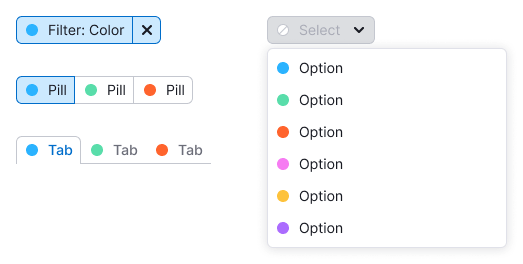 Filter: Color
Pill Pill Pill
Tab Tab Tab
Select
Option
Option
Option
Option
Option
Option